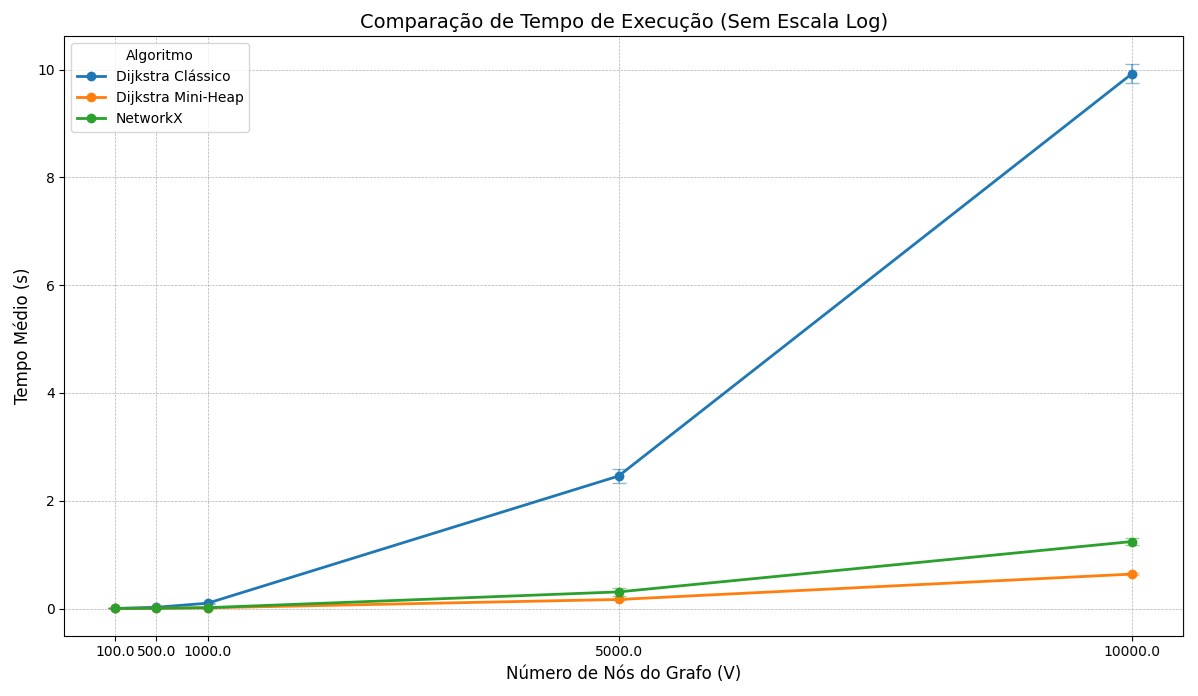 Comparação de Tempo de Execução (Sem Escala Log)
Algoritmo
Dijkstra Clássico
Dijkstra Mini-Heap
NetworkX
Tempo Médio (s)
10
8
6
4
2
0
100.0 500.0 1000.0 5000.0 10000.0
Número de Nós do Grafo (V)